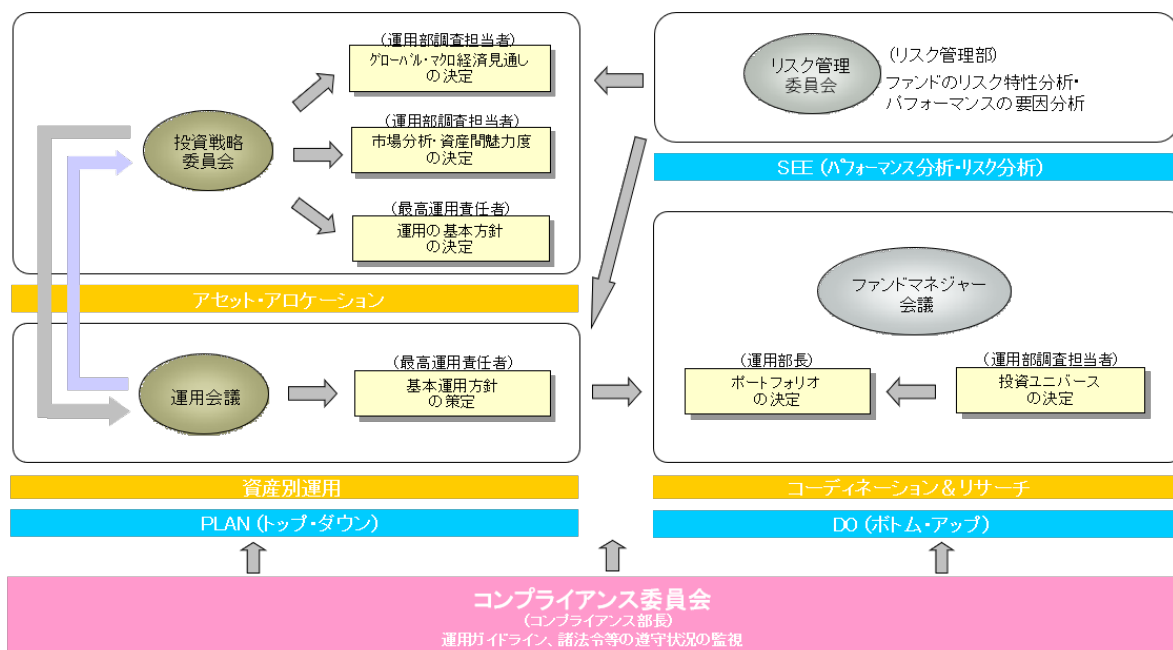 (運用部調査担当者)
グローバル・マクロ経済見通し
の決定
投資戦略
委員会
(運用部調査担当者)
市場分析・資産間魅力度
の決定
(最高運用責任者)
運用の基本方針
の決定
アセット・アロケーション
リスク管理
委員会
(リスク管理部)
ファンドのリスク特性分析・
パフォーマンスの要因分析
SEE (パフォーマンス分析・リスク分析)
運用会議
(最高運用責任者)
基本運用方針
の策定
資産別運用
PLAN (トップ・ダウン)
ファンドマネジャー
会議
(運用部長)
ポートフォリオ
の決定
(運用部調査担当者)
投資ユニバース
の決定
コーディネーション&リサーチ
DO (ボトム・アップ)
コンプライアンス委員会
(コンプライアンス部長)
運用ガイドライン、諸法令等の遵守状況の監視